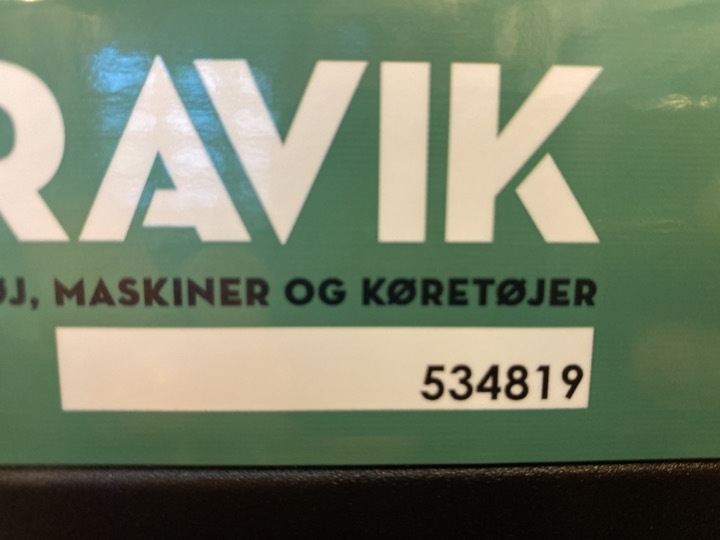 RAVIK
ØJ, MASKINER OG KØRETØJER
534819